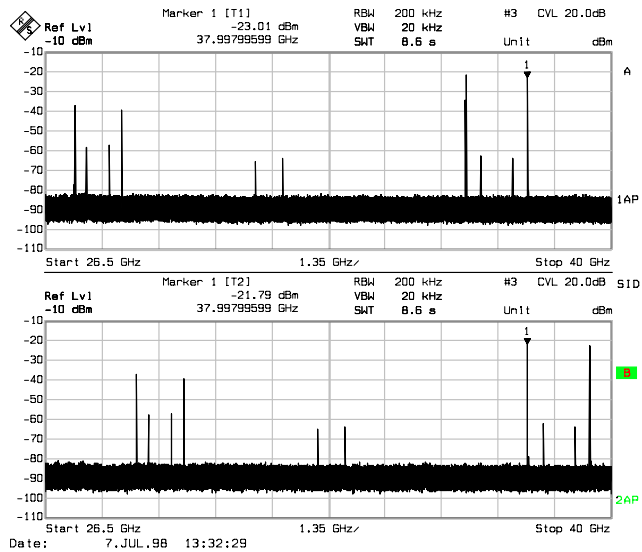 Marker 1 [T1] RBW 200 kHz #3 CVL 20.0dB
Ref Lvl -23.01 dBm VBW 20 kHz
-10 dBm 37.99799599 GHz SWT 8.6 s Unit dBm
-10
-20
1
A
-30
-40
-50
-60
-70
-80
1AP
-90
-100
-110
Start 26.5 GHz 1.35 GHz/ Stop 40 GHz
Marker 1 [T2] RBW 200 kHz #3 CVL 20.0dB SID
Ref Lvl -21.79 dBm VBW 20 kHz
-10 dBm 37.99799599 GHz SWT 8.6 s Unit dBm
-10
1
-20
-30
B
-40
-50
-60
-70
-80
-90
-100
2AP
-110
Start 26.5 GHz 1.35 GHz/ Stop 40 GHz
Date: 7.JUL.98 13:32:29
R
S